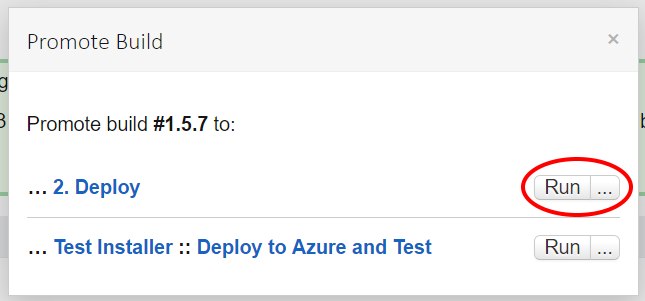 Promote Build ×
g
3
Promote build #1.5.7 to:
... 2. Deploy Run ...
... Test Installer :: Deploy to Azure and Test Run ...